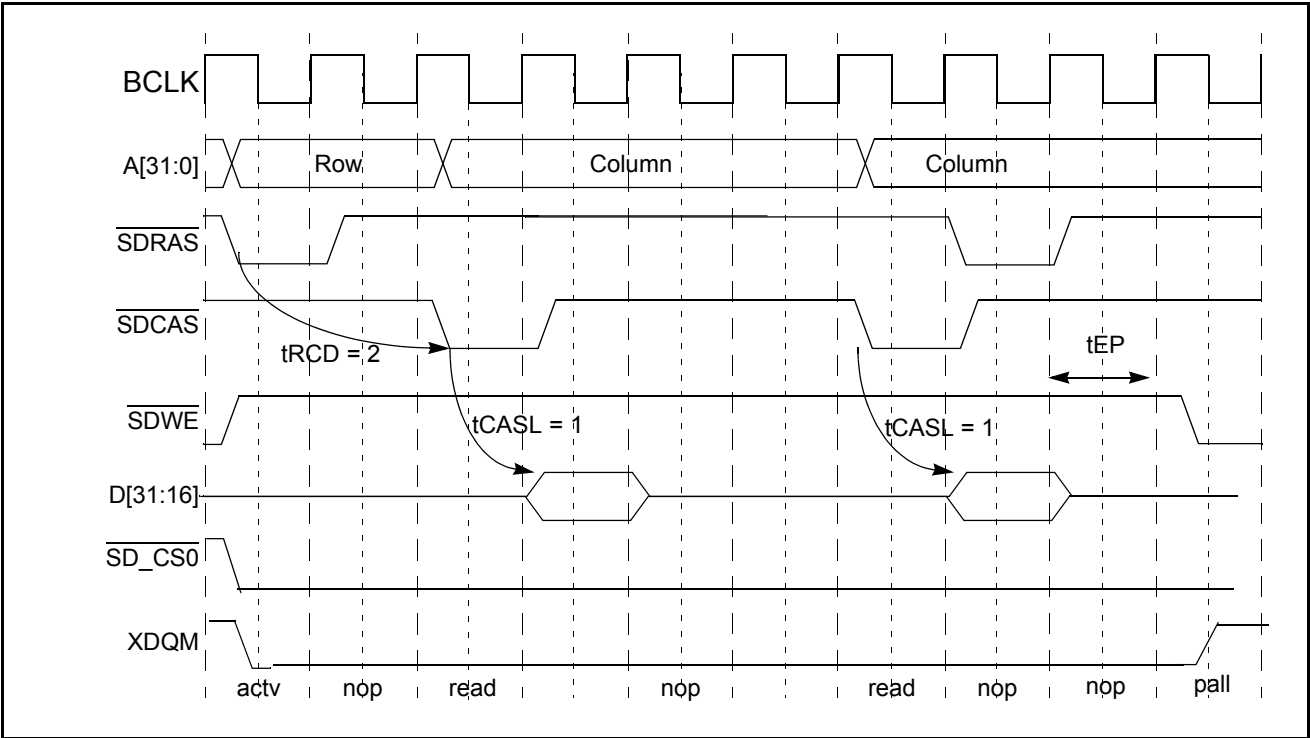 BCLK
A[31:0]
Row
Column
Column
SDRAS
SDCAS
tRCD = 2
tEP
SDWE
tCASL = 1
tCASL = 1
D[31:16]
SD_CS0
XDQM
actv nop read nop read nop nop pall